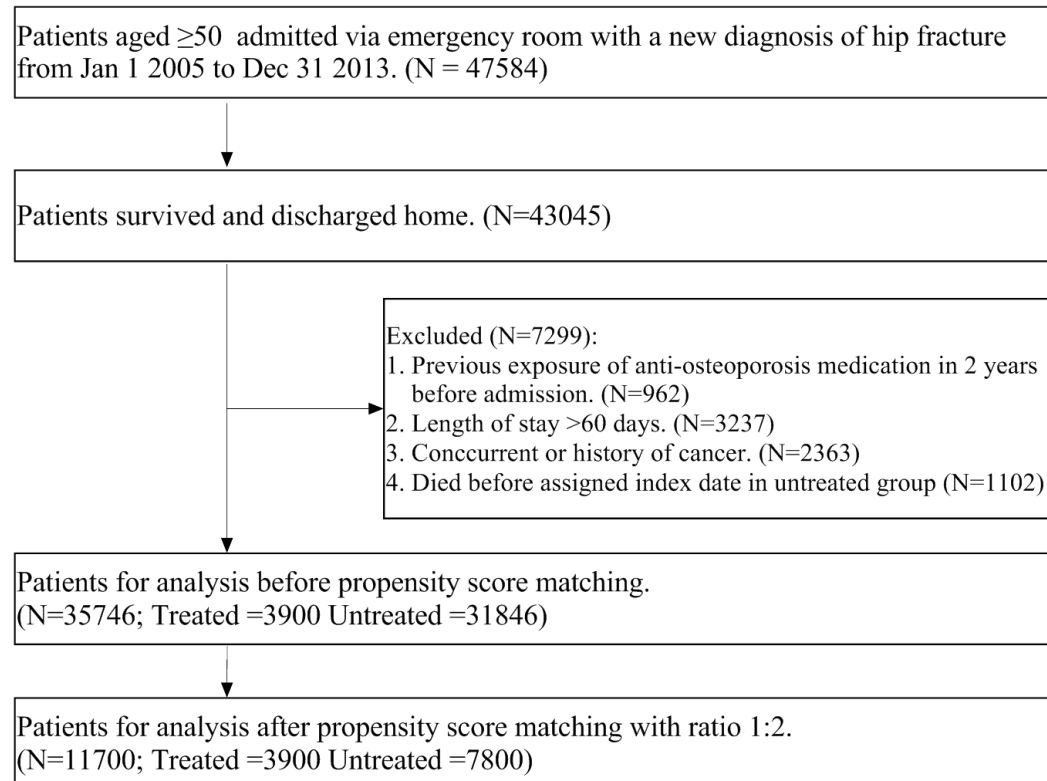 Patients aged ≥50 admitted via emergency room with a new diagnosis of hip fracture
from Jan 1 2005 to Dec 31 2013. (N = 47584)
Patients survived and discharged home. (N=43045)
Excluded (N=7299):
1. Previous exposure of anti-osteoporosis medication in 2 years
before admission. (N=962)
2. Length of stay >60 days. (N=3237)
3. Conccurrent or history of cancer. (N=2363)
4. Died before assigned index date in untreated group (N=1102)
Patients for analysis before propensity score matching.
(N=35746; Treated =3900 Untreated =31846)
Patients for analysis after propensity score matching with ratio 1:2.
(N=11700; Treated =3900 Untreated =7800)